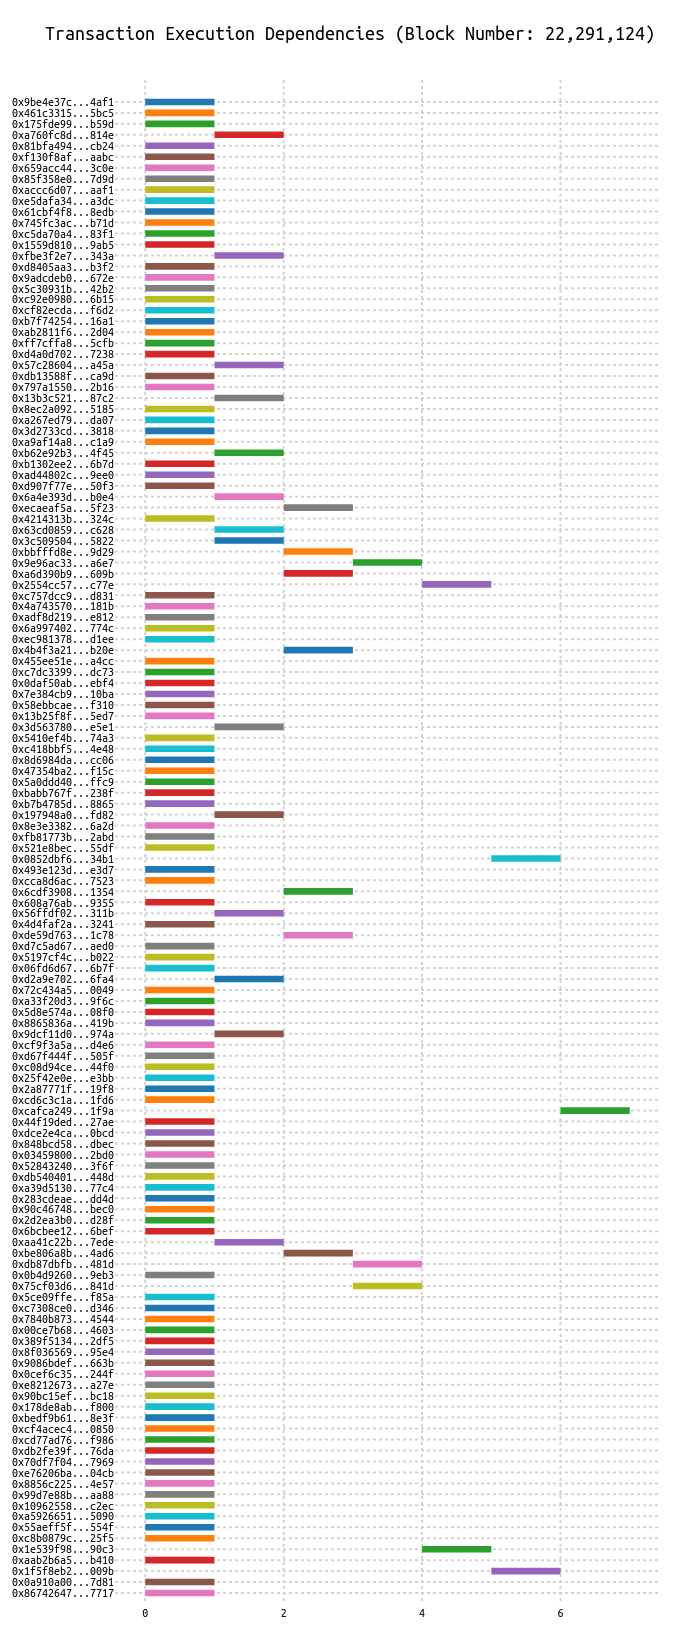 Transaction Execution Dependencies (Block Number: 22,291,124)
0x9be4e37c...4af1
0x461c3315...5bc5
0x175fde99...b59d
0xa760fc8d...814e
0x81bfa494...cb24
0xf130f8af...aabc
0x659acc44...3c0e
0x85f358e0...7d9d
0xaccc6d07...aaf1
0xe5dafa34...a3dc
0x61cbf4f8...8edb
0x745fc3ac...b71d
0xc5da70a4...83f1
0x1559d810...9ab5
0xfbe3f2e7...343a
0xd8405aa3...b3f2
0x9adcdeb0...672e
0x5c30931b...42b2
0xc92e0980...6b15
0xcf82ecda...f6d2
0xb7f74254...16a1
0xab2811f6...2d04
0xff7cffa8...5cfb
0xd4a0d702...7238
0x57c28604...a45a
0xdb13588f...ca9d
0x797a1550...2b16
0x13b3c521...87c2
0x8ec2a092...5185
0xa267ed79...da07
0x3d2733cd...3818
0xa9af14a8...c1a9
0xb62e92b3...4f45
0xb1302ee2...6b7d
0xad44802c...9ee0
0xd907f77e...50f3
0x6a4e393d...b0e4
0xecaeaf5a...5f23
0x4214313b...324c
0x63cd0859...c628
0x3c509504...5822
0xbbfffd8e...9d29
0x9e96ac33...a6e7
0xa6d390b9...609b
0x2554cc57...c77e
0xc757dcc9...d831
0x4a743570...181b
0xadf8d219...e812
0x6a997402...774c
0xec981378...d1ee
0x4b4f3a21...b20e
0x455ee51e...a4cc
0xc7dc3399...dc73
0x0daf50ab...ebf4
0x7e384cb9...10ba
0x58ebbcae...f310
0x13b25f8f...5ed7
0x3d563780...e5e1
0x5410ef4b...74a3
0xc418bbf5...4e48
0x8d6984da...cc06
0x47354ba2...f15c
0x5a0ddd40...ffc9
0xbabb767f...238f
0xb7b4785d...8865
0x197948a0...fd82
0x8e3e3382...6a2d
0xfb81773b...2abd
0x521e8bec...55df
0x0852dbf6...34b1
0x493e123d...e3d7
0xcca8d6ac...7523
0x6cdf3908...1354
0x608a76ab...9355
0x56ffdf02...311b
0x4d4faf2a...3241
0xde59d763...1c78
0xd7c5ad67...aed0
0x5197cf4c...b022
0x06fd6d67...6b7f
0xd2a9e702...6fa4
0x72c434a5...0049
0xa33f20d3...9f6c
0x5d8e574a...08f0
0x8865836a...419b
0x9dcf11d0...974a
0xcf9f3a5a...d4e6
0xd67f444f...505f
0xc08d94ce...44f0
0x25f42e0e...e3bb
0x2a87771f...19f8
0xcd6c3c1a...1fd6
0xcafca249...1f9a
0x44f19ded...27ae
0xdce2e4ca...0bcd
0x848bcd58...dbec
0x03459800...2bd0
0x52843240...3f6f
0xdb540401...448d
0xa39d5130...77c4
0x283cdeae...dd4d
0x90c46748...bec0
0x2d2ea3b0...d28f
0x6bcbee12...6bef
0xaa41c22b...7ede
0xbe806a8b...4ad6
0xdb87dbfb...481d
0x0b4d9260...9eb3
0x75cf03d6...841d
0x5ce09ffe...f85a
0xc7308ce0...d346
0x7840b873...4544
0x00ce7b68...4603
0x389f5134...2df5
0x8f036569...95e4
0x9086bdef...663b
0x0cef6c35...244f
0xe8212673...a27e
0x90bc15ef...bc18
0x178de8ab...f800
0xbedf9b61...8e3f
0xcf4acec4...0850
0xcd77ad76...f986
0xdb2fe39f...76da
0x70df7f04...7969
0xe76206ba...04cb
0x8856c225...4e57
0x99d7e88b...aa88
0x10962558...c2ec
0xa5926651...5090
0x55aeff5f...554f
0xc8b0879c...25f5
0x1e539f98...90c3
0xaab2b6a5...b410
0x1f5f8eb2...009b
0x0a910a00...7d81
0x86742647...7717
0 2 4 6